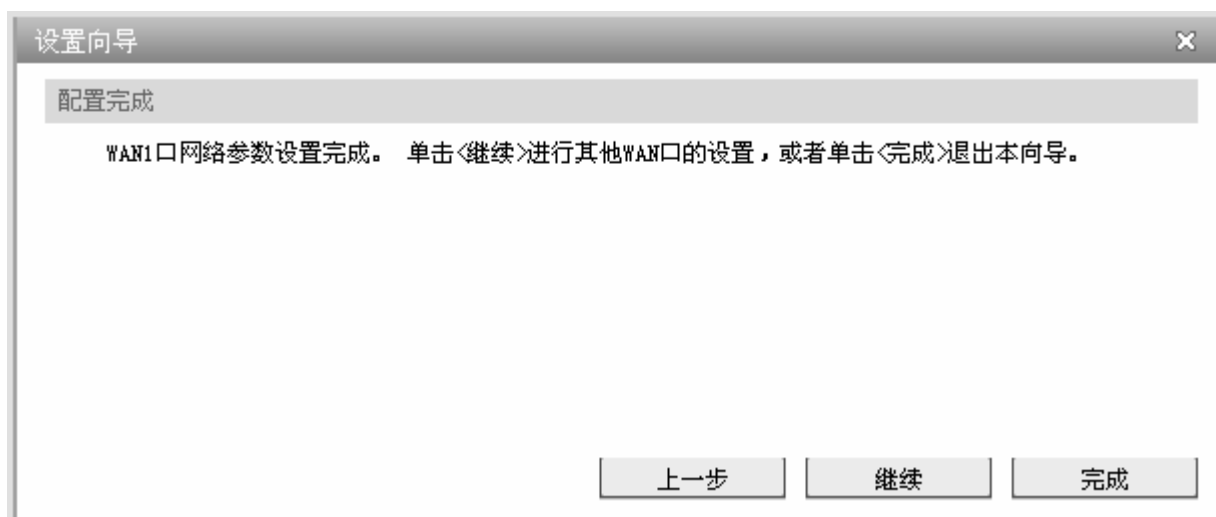 设置向导
配置完成
WAN1口网络参数设置完成。 单击<继续>进行其他WAN口的设置，或者单击<完成>退出本向导。
上一步
继续
完成